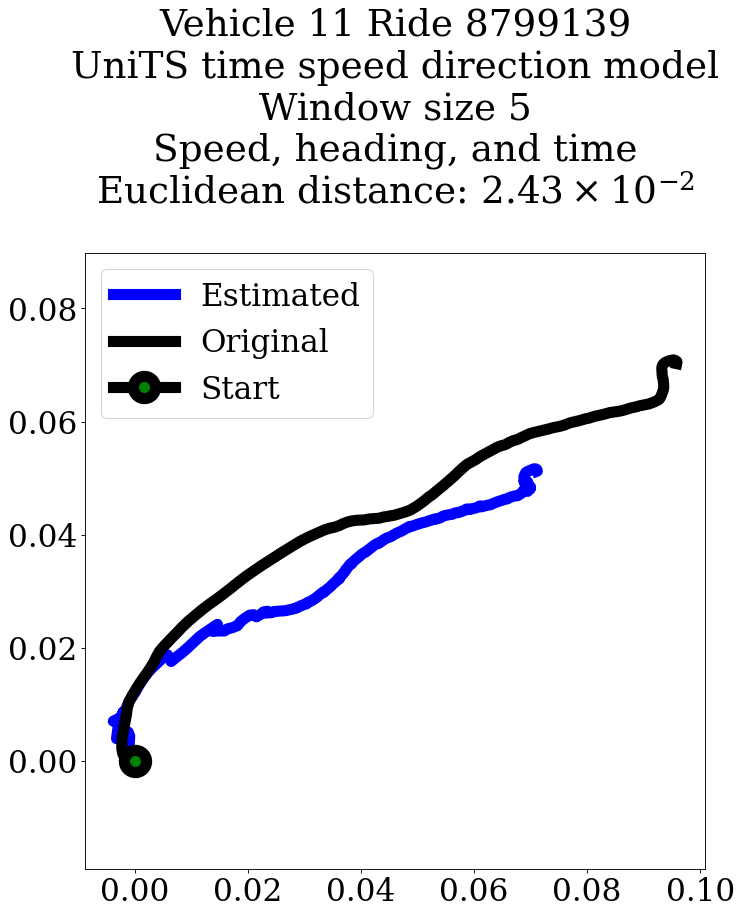 Vehicle 11 Ride 8799139
UniTS time speed direction model
Window size 5
Speed, heading, and time
Euclidean distance: 2.43 × 10⁻²
Estimated
Original
Start
0.08
0.06
0.04
0.02
0.00
0.00 0.02 0.04 0.06 0.08 0.10